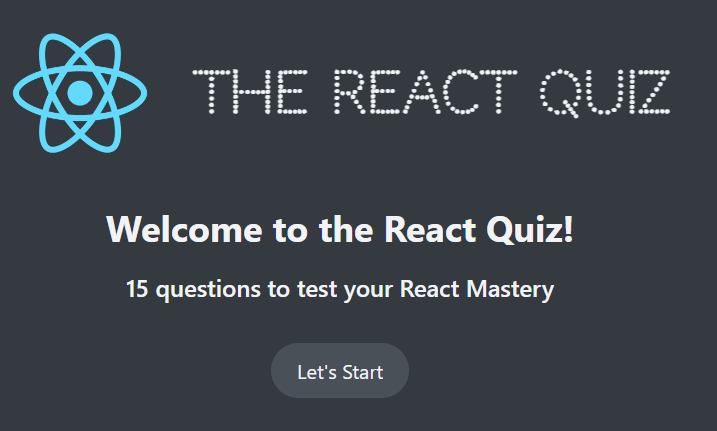 THE REACT QUIZ
Welcome to the React Quiz!
15 questions to test your React Mastery
Let's Start